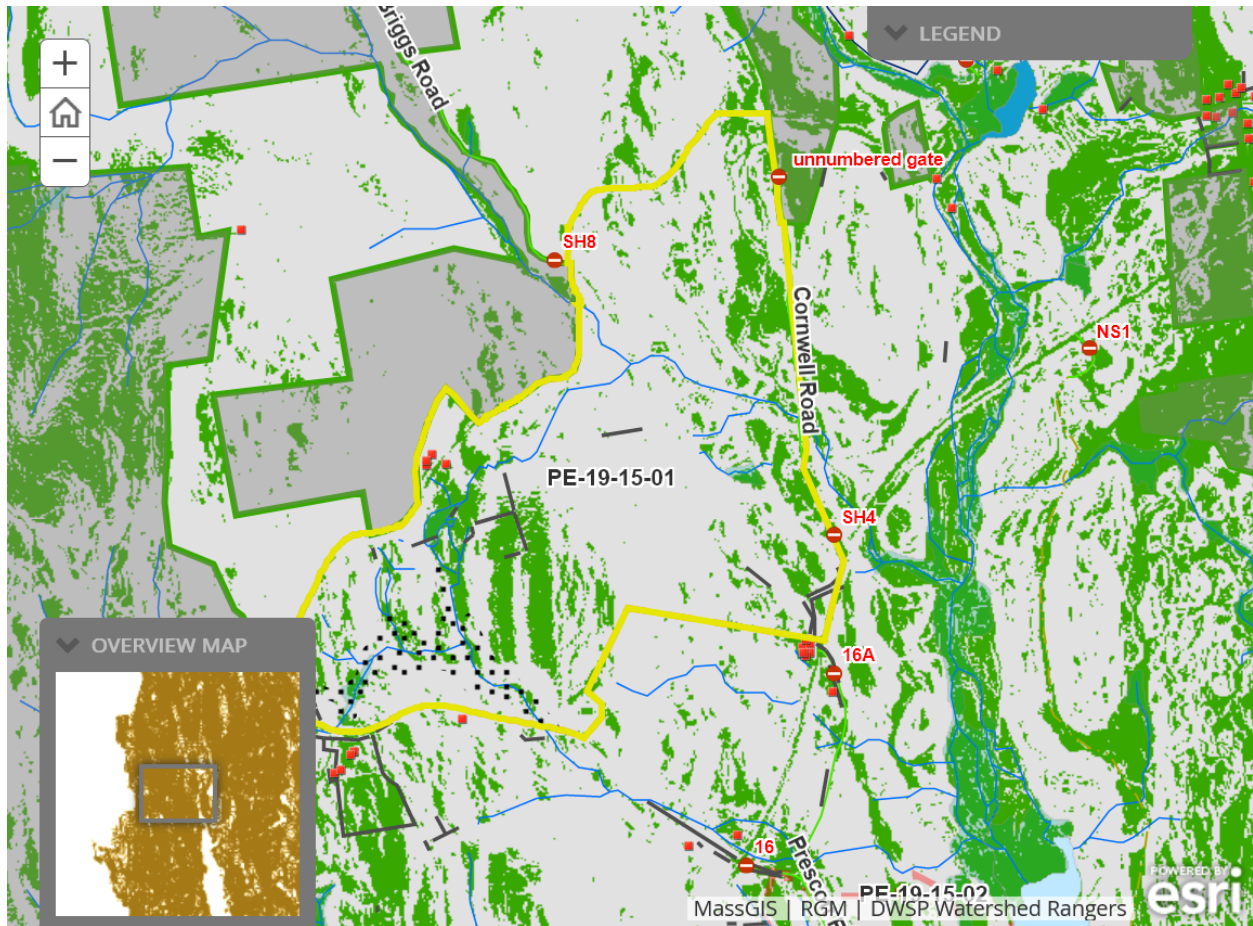 Briggs Road
LEGEND
unnumbered gate
SH8
Cornwell Road
NS1
PE-19-15-01
SH4
OVERVIEW MAP
16A
16
PE-19-15-02
POWERED BY
esri
MassGIS | RGM | DWSP Watershed Rangers